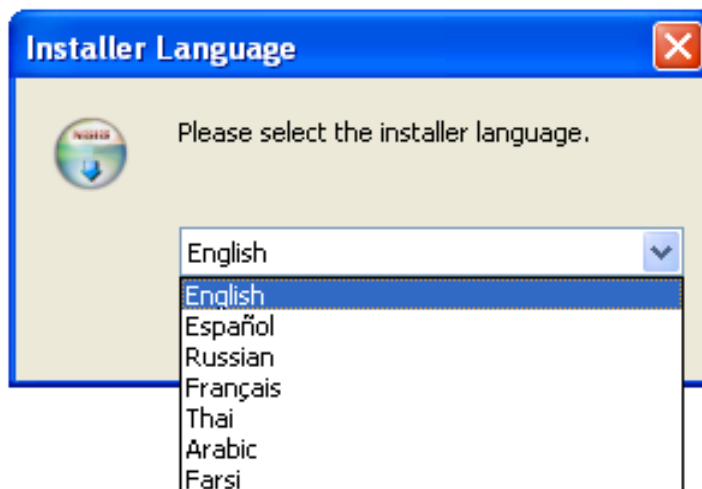 Installer Language
Please select the installer language.
English
English
Español
Russian
Français
Thai
Arabic
Farsi